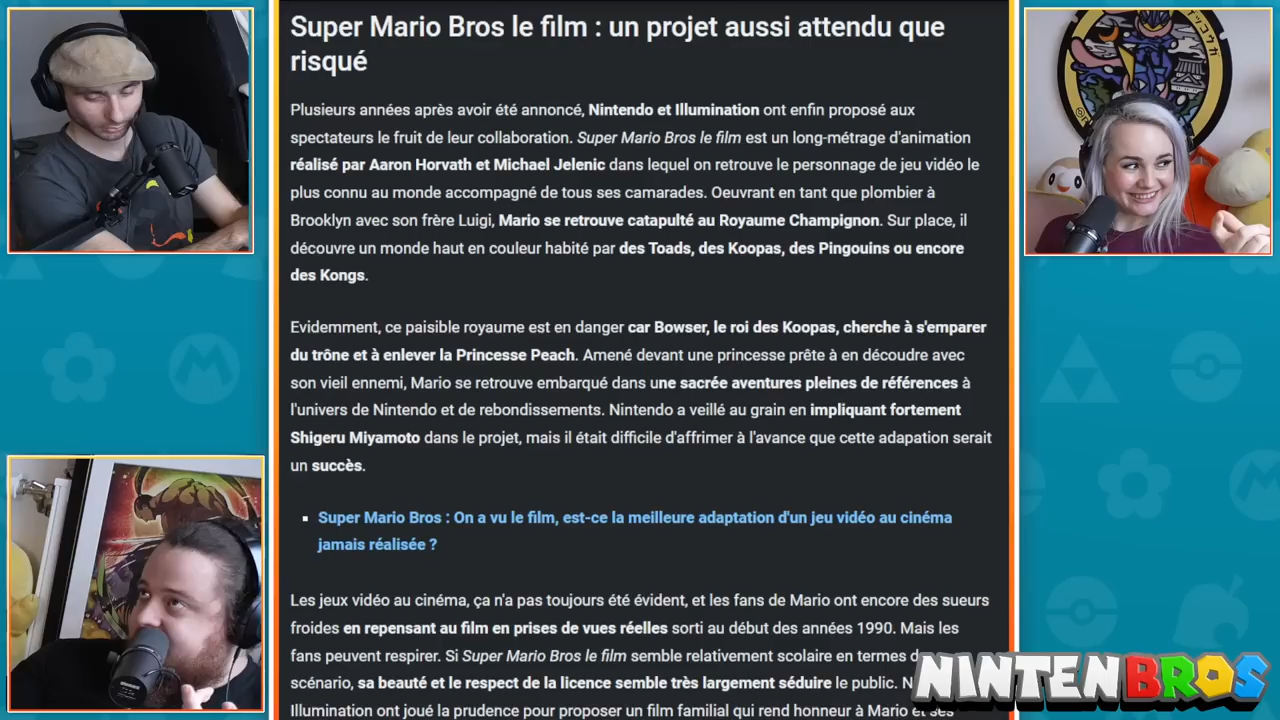 Super Mario Bros le film : un projet aussi attendu que
risqué
Plusieurs années après avoir été annoncé, Nintendo et Illumination ont enfin proposé aux
spectateurs le fruit de leur collaboration. Super Mario Bros le film est un long-métrage d'animation
réalisé par Aaron Horvath et Michael Jelenic dans lequel on retrouve le personnage de jeu vidéo le
plus connu au monde accompagné de tous ses camarades. Oeuvrant en tant que plombier à
Brooklyn avec son frère Luigi, Mario se retrouve catapulté au Royaume Champignon. Sur place, il
découvre un monde haut en couleur habité par des Toads, des Koopas, des Pingouins ou encore
des Kongs.
Evidemment, ce paisible royaume est en danger car Bowser, le roi des Koopas, cherche à s'emparer
du trône et à enlever la Princesse Peach. Amené devant une princesse prête à en découdre avec
son vieil ennemi, Mario se retrouve embarqué dans une sacrée aventures pleines de références à
l'univers de Nintendo et de rebondissements. Nintendo a veillé au grain en impliquant fortement
Shigeru Miyamoto dans le projet, mais il était difficile d'affrimer à l'avance que cette adapation serait
un succès.
Super Mario Bros : On a vu le film, est-ce la meilleure adaptation d'un jeu vidéo au cinéma
jamais réalisée ?
Les jeux vidéo au cinéma, ça n'a pas toujours été évident, et les fans de Mario ont encore des sueurs
froides en repensant au film en prises de vues réelles sorti au début des années 1990. Mais les
fans peuvent respirer. Si Super Mario Bros le film semble relativement scolaire en termes
scénario, sa beauté et le respect de la licence semble très largement séduire le public.
Illumination ont joué la prudence pour proposer un film familial qui rend honneur à Mario et ses
NINTENBROS